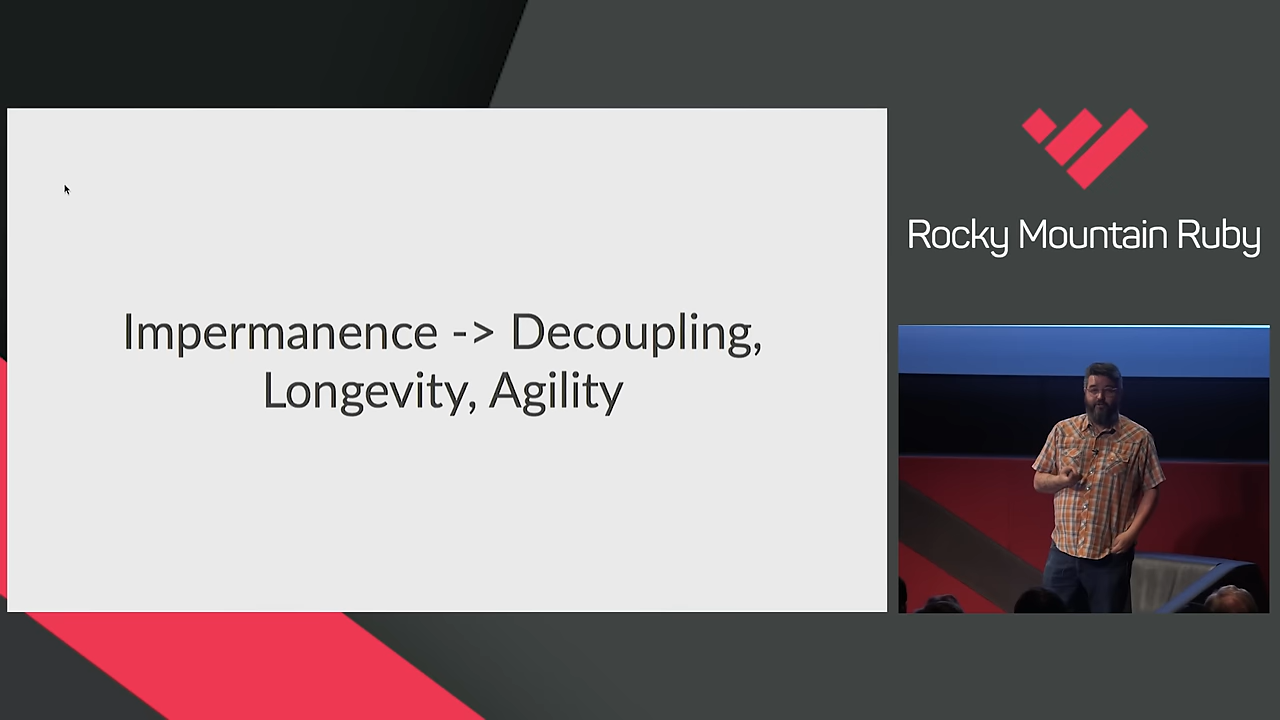 Impermanence -> Decoupling,
Longevity, Agility
Rocky Mountain Ruby